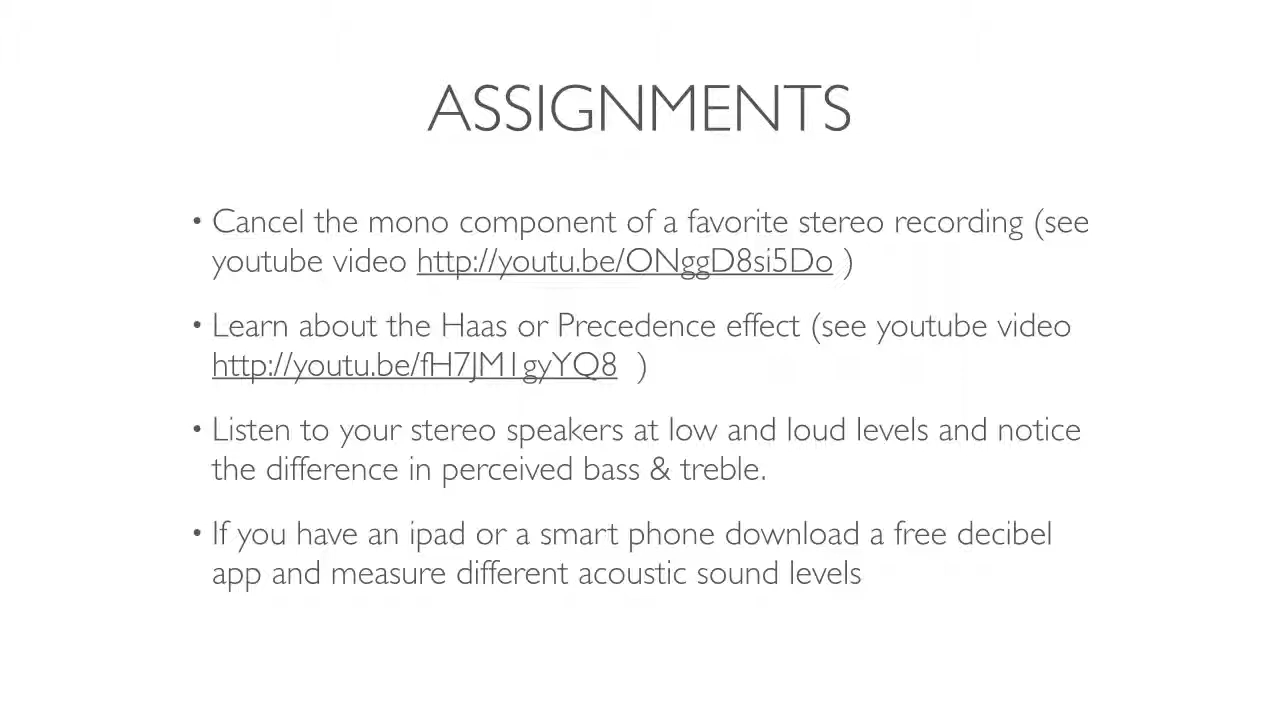 ASSIGNMENTS
• Cancel the mono component of a favorite stereo recording (see
youtube video http://youtu.be/ONggD8si5Do )
• Learn about the Haas or Precedence effect (see youtube video
http://youtu.be/fH7JM1gyYQ8 )
• Listen to your stereo speakers at low and loud levels and notice
the difference in perceived bass & treble.
• If you have an ipad or a smart phone download a free decibel
app and measure different acoustic sound levels